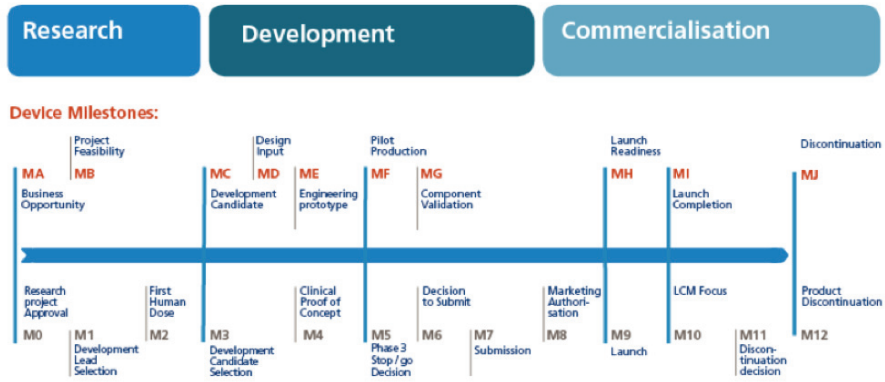 Research
Development
Commercialisation
Device Milestones:
Project
Feasibility
Design
Input
Pilot
Production
Launch
Readiness
Discontinuation
MA
MB
MC
MD
ME
MF
MG
MH
MI
MJ
Business
Opportunity
Development
Candidate
Engineering
prototype
Component
Validation
Launch
Completion
Research
project
Approval
First
Human
Dose
Clinical
Proof of
Concept
Decision
to Submit
Marketing
Authori-
sation
LCM Focus
Product
Discontinuation
M0
M1
M2
M3
M4
M5
M6
M7
M8
M9
M10
M11
M12
Development
Lead
Selection
Development
Candidate
Selection
Phase 3
Stop/go
Decision
Submission
Launch
Discon-
tinuation
decision